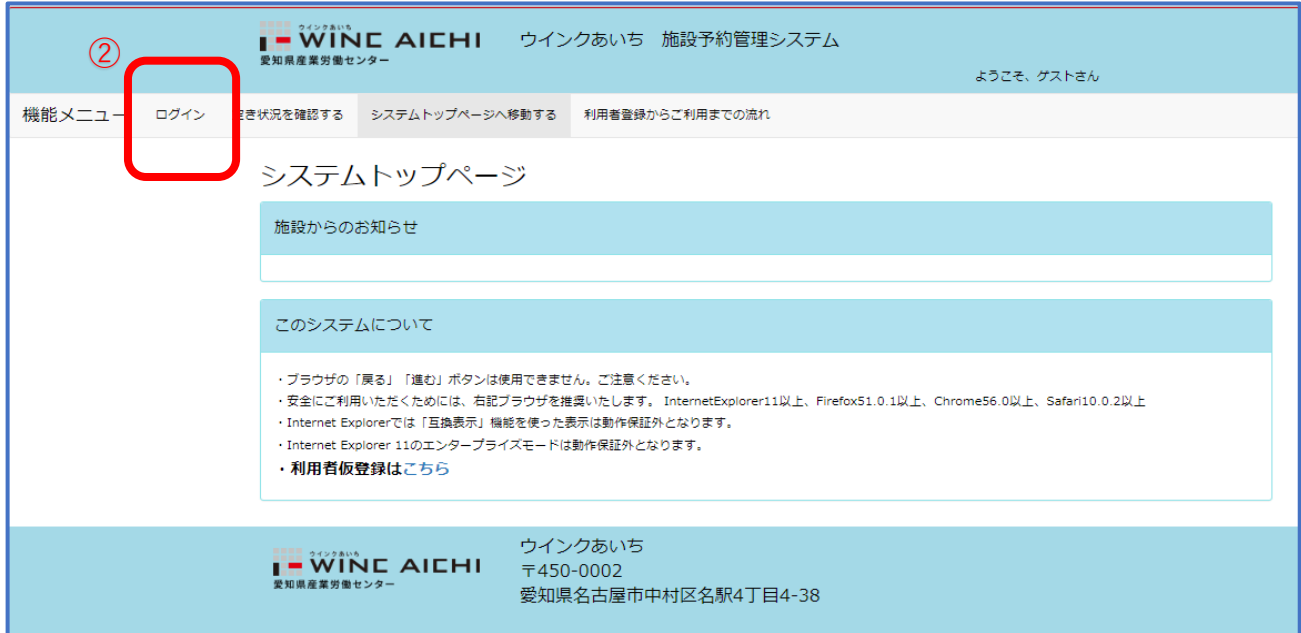 ②
ウインクあいち
WINC AICHI
愛知県産業労働センター
ウインクあいち 施設予約管理システム
ようこそ、ゲストさん
機能メニュー ログイン 空き状況を確認する システムトップページへ移動する 利用者登録からご利用までの流れ
システムトップページ
施設からのお知らせ
このシステムについて
・ブラウザの「戻る」「進む」ボタンは使用できません。ご注意ください。
・安全にご利用いただくためには、右記ブラウザを推奨いたします。 InternetExplorer11以上、Firefox51.0.1以上、Chrome56.0以上、Safari10.0.2以上
・Internet Explorerでは「互換表示」機能を使った表示は動作保証外となります。
・Internet Explorer 11のエンタープライズモードは動作保証外となります。
・利用者仮登録はこちら
ウインクあいち
WINC AICHI
愛知県産業労働センター
ウインクあいち
〒450-0002
愛知県名古屋市中村区名駅4丁目4-38